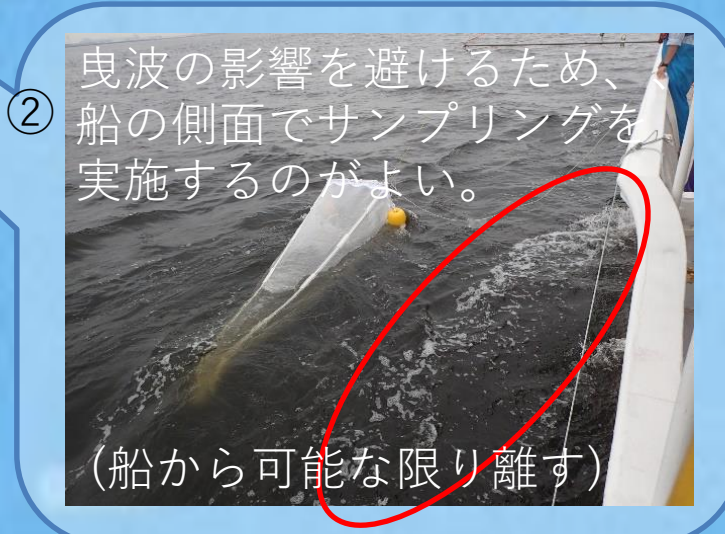 ②
曳波の影響を避けるため、
船の側面でサンプリングを
実施するのがよい。
(船から可能な限り離す)